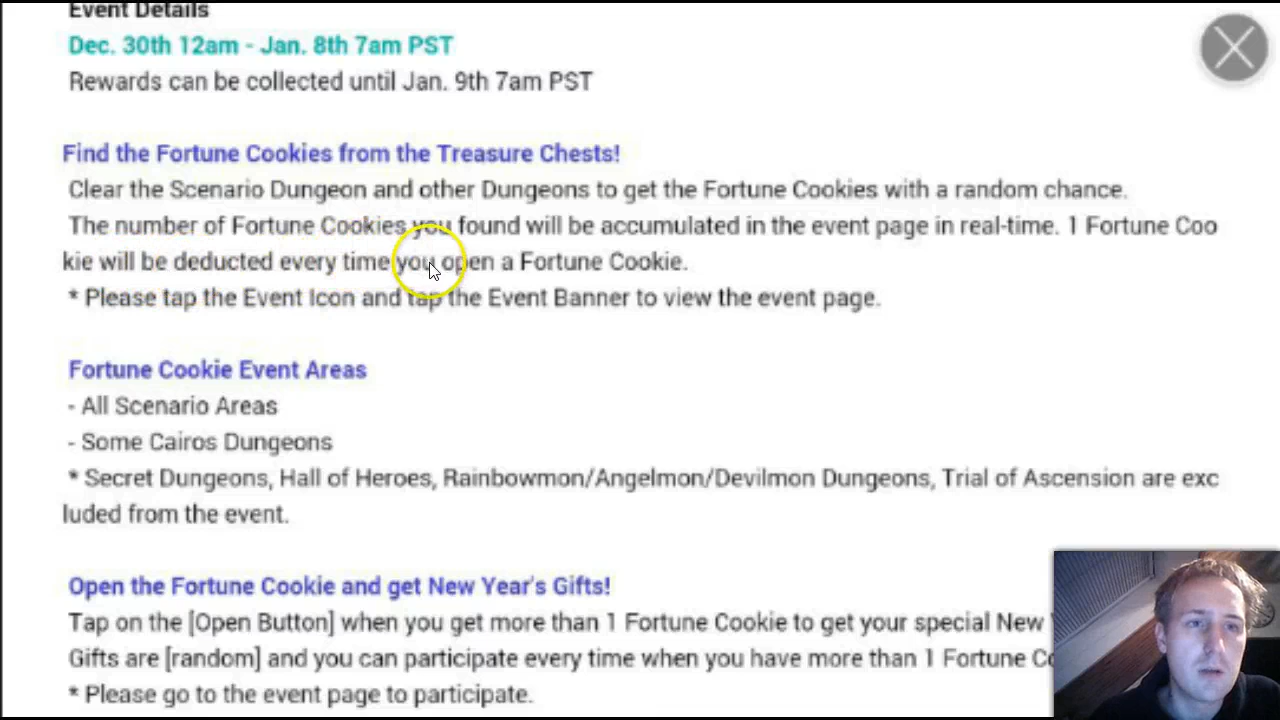 Event Details
Dec. 30th 12am - Jan. 8th 7am PST
Rewards can be collected until Jan. 9th 7am PST
Find the Fortune Cookies from the Treasure Chests!
Clear the Scenario Dungeon and other Dungeons to get the Fortune Cookies with a random chance.
The number of Fortune Cookies you found will be accumulated in the event page in real-time. 1 Fortune Coo
kie will be deducted every time you open a Fortune Cookie.
* Please tap the Event Icon and tap the Event Banner to view the event page.
Fortune Cookie Event Areas
- All Scenario Areas
- Some Cairos Dungeons
* Secret Dungeons, Hall of Heroes, Rainbowmon/Angelmon/Devilmon Dungeons, Trial of Ascension are exc
luded from the event.
Open the Fortune Cookie and get New Year's Gifts!
Tap on the [Open Button] when you get more than 1 Fortune Cookie to get your special New
Gifts are [random] and you can participate every time when you have more than 1 Fortune
* Please go to the event page to participate.